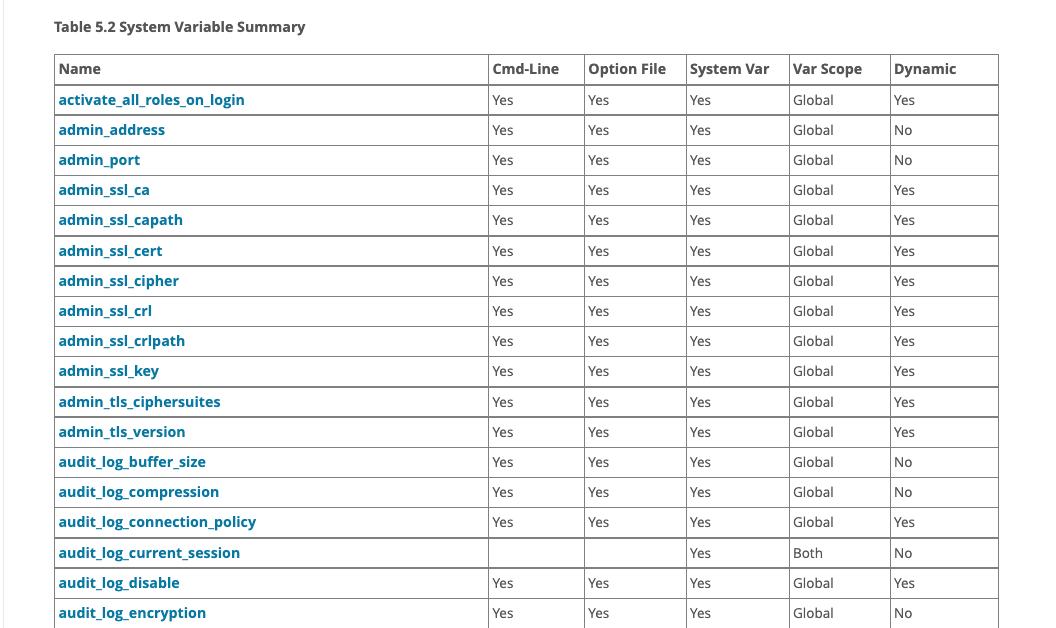 Table 5.2 System Variable Summary
Name Cmd-Line Option File System Var Var Scope Dynamic
activate_all_roles_on_login Yes Yes Yes Global Yes
admin_address Yes Yes Yes Global No
admin_port Yes Yes Yes Global No
admin_ssl_ca Yes Yes Yes Global Yes
admin_ssl_capath Yes Yes Yes Global Yes
admin_ssl_cert Yes Yes Yes Global Yes
admin_ssl_cipher Yes Yes Yes Global Yes
admin_ssl_crl Yes Yes Yes Global Yes
admin_ssl_crlpath Yes Yes Yes Global Yes
admin_ssl_key Yes Yes Yes Global Yes
admin_tls_ciphersuites Yes Yes Yes Global Yes
admin_tls_version Yes Yes Yes Global Yes
audit_log_buffer_size Yes Yes Yes Global No
audit_log_compression Yes Yes Yes Global No
audit_log_connection_policy Yes Yes Yes Global Yes
audit_log_current_session Yes Both No
audit_log_disable Yes Yes Yes Global Yes
audit_log_encryption Yes Yes Yes Global No